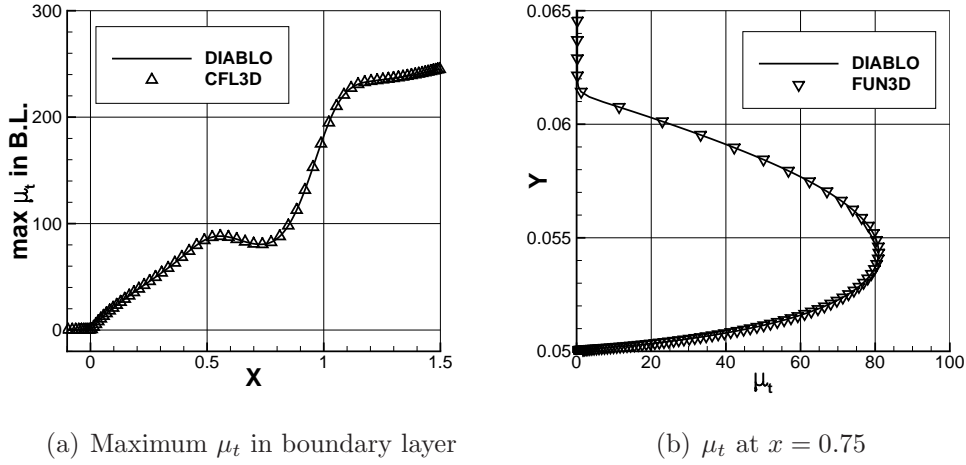 300
200
100
0
max μt in B.L.
DIABLO
CFL3D
0
0.5
1
1.5
X
0.065
0.06
0.055
0.05
Y
DIABLO
FUN3D
0
20
40
60
80
100
μt
(a) Maximum μt in boundary layer
(b) μt at x = 0.75